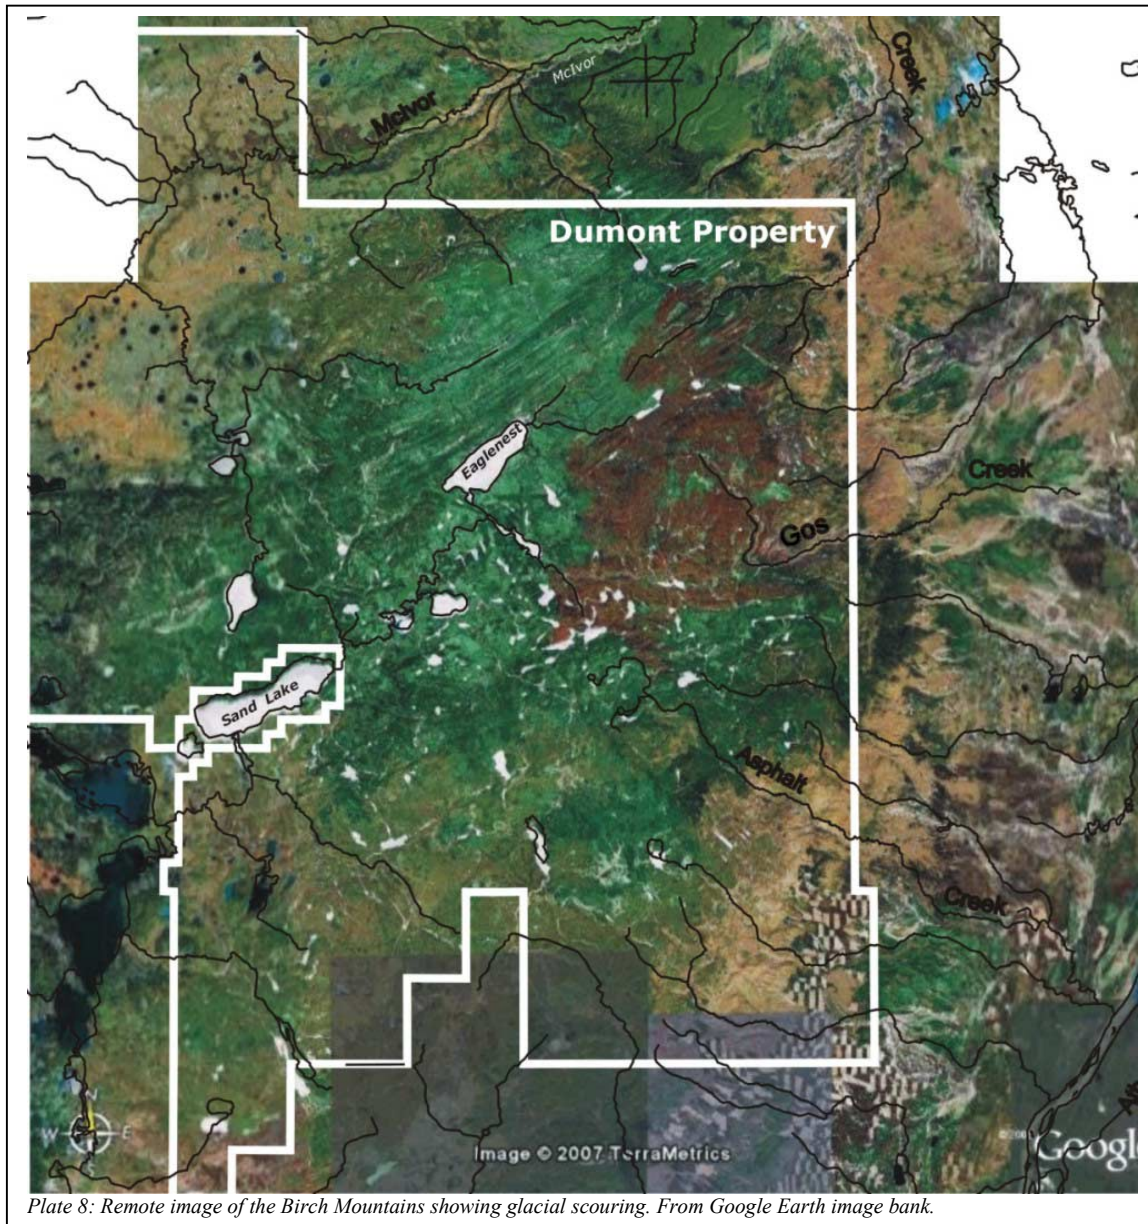 Creek
McIvor
McIvor
Dumont Property
Eaglenest
Creek
Gos
Sand Lake
Asphalt
Creek
N
W E
Image © 2007 TerraMetrics
Google
Plate 8: Remote image of the Birch Mountains showing glacial scouring. From Google Earth image bank.